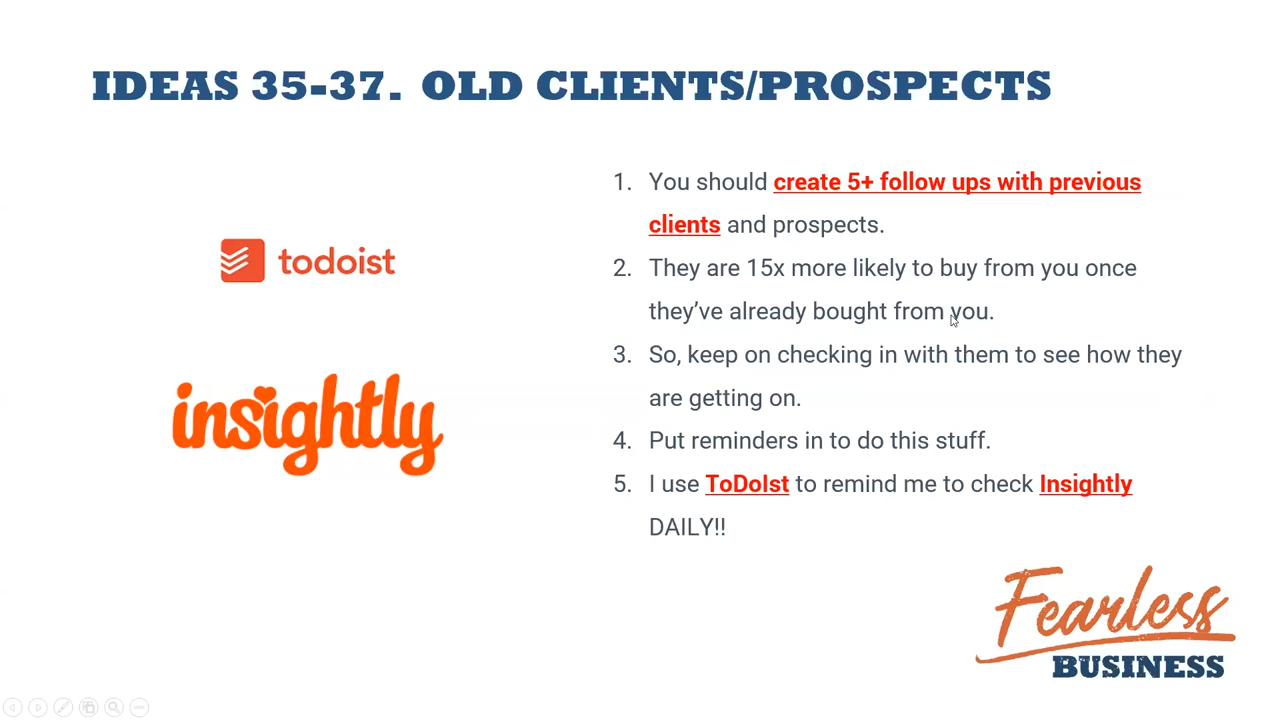 IDEAS 35-37. OLD CLIENTS/PROSPECTS
todoist
insightly
1. You should create 5+ follow ups with previous
clients and prospects.
2. They are 15x more likely to buy from you once
they’ve already bought from you.
3. So, keep on checking in with them to see how they
are getting on.
4. Put reminders in to do this stuff.
5. I use ToDoIst to remind me to check Insightly
DAILY!!
Fearless
BUSINESS